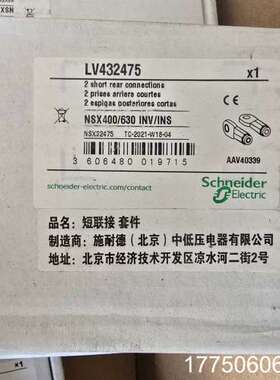 LV432475
x1
2 short rear connections
2 prises arriere courtes
2 espigas posteriores cortas
NSX400/630 INV/INS
NSX32475 TC-2021-W18-04
3 606480 019715
AAV40339
schneider-electric.com/contact
Schneider
Electric
品名：短联接 套件
制造商：施耐德（北京）中低压电器有限公司
地址：北京市经济技术开发区凉水河二街2号
17750606